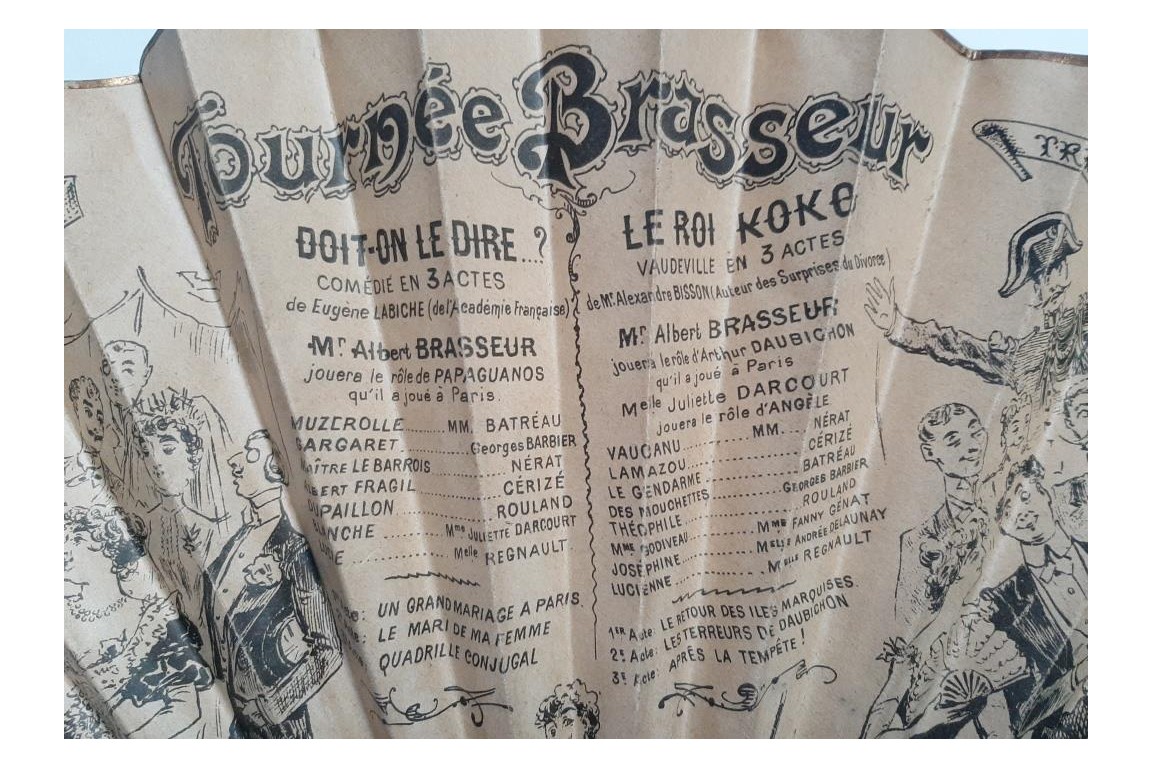 Tournée Brasseur
DOIT-ON LE DIRE...?
COMÉDIE EN 3 ACTES
de Eugène LABICHE (de l'Académie Française)
Mr Albert BRASSEUR
jouera le rôle de PAPAGUANOS
qu'il a joué à Paris.
MUZEROLLE.......... MM. BATRÉAU
GARGARET.......... Georges BARBIER
MAÎTRE LE BARROIS.......... NÉRAT
ALBERT FRAGIL.......... CÉRIZÉ
DUPAILLON.......... ROULAND
BLANCHE.......... Mme JULIETTE DARCOURT
.......... Melle REGNAULT
UN GRAND MARIAGE A PARIS.
LE MARI DE MA FEMME
QUADRILLE CONJUGAL
LE ROI KOKO
VAUDEVILLE EN 3 ACTES
de Mr. Alexandre BISSON (Auteur des Surprises du Divorce)
Mr Albert BRASSEUR
jouera le rôle d'Arthur DAUBICHON
qu'il a joué à Paris
Melle Juliette DARCOURT
jouera le rôle d'ANGÈLE
VAUCANU.......... MM.... NÉRAT
LAMAZOU.......... CÉRIZÉ
LE GENDARME.......... BATRÉAU
DES MOUCHETTES.......... GEORGES BARBIER
THÉOPHILE.......... ROULAND
MME GODIVEAU.......... MME FANNY GÉNAT
JOSÉPHINE.......... MELLE ANDRÉE DELAUNAY
LUCIENNE.......... MELLE REGNAULT
1ER Acte: LE RETOUR DES ILES MARQUISES.
2E Acte: LES TERREURS DE DAUBICHON
3E Acte: APRÈS LA TEMPÊTE!